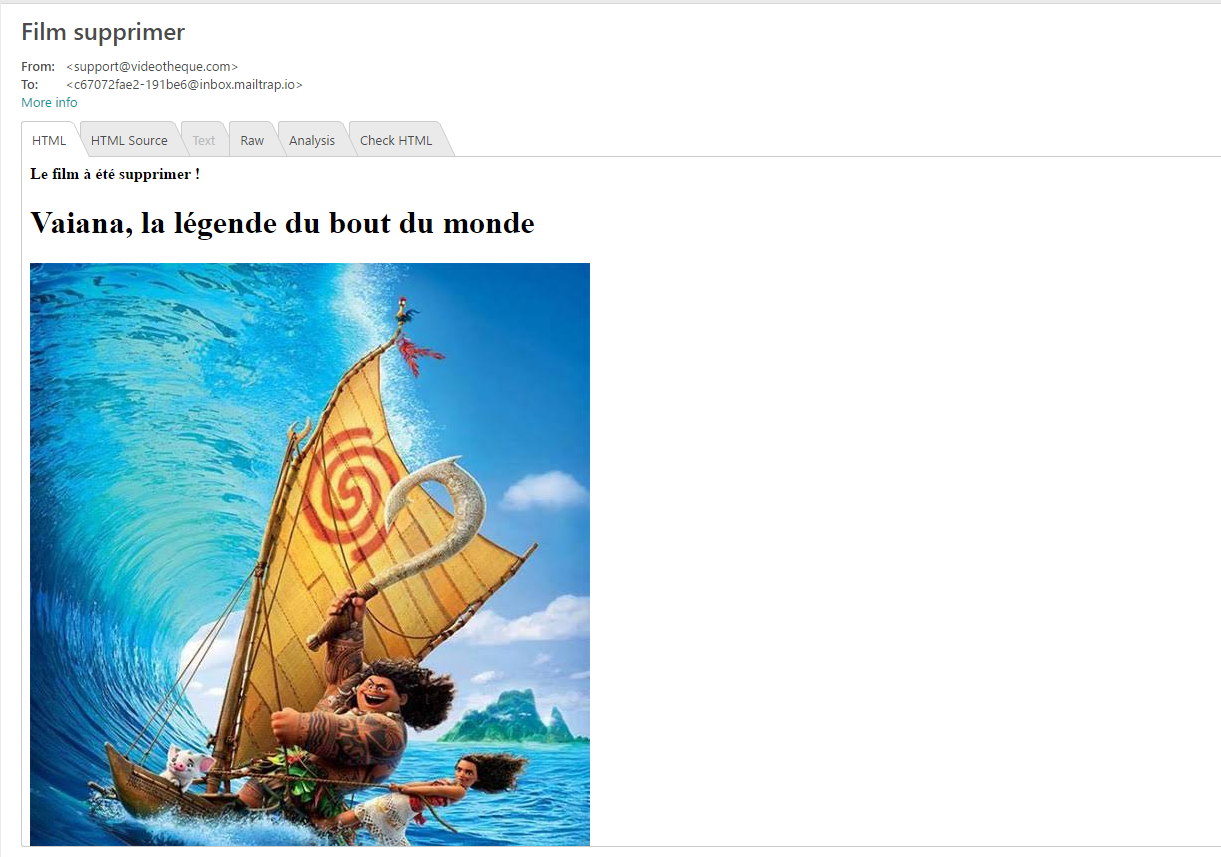 Film supprimer
From: <support@videotheque.com>
To: <c67072fae2-191be6@inbox.mailtrap.io>
More info
HTML HTML Source Text Raw Analysis Check HTML
Le film à été supprimer !
Vaiana, la légende du bout du monde